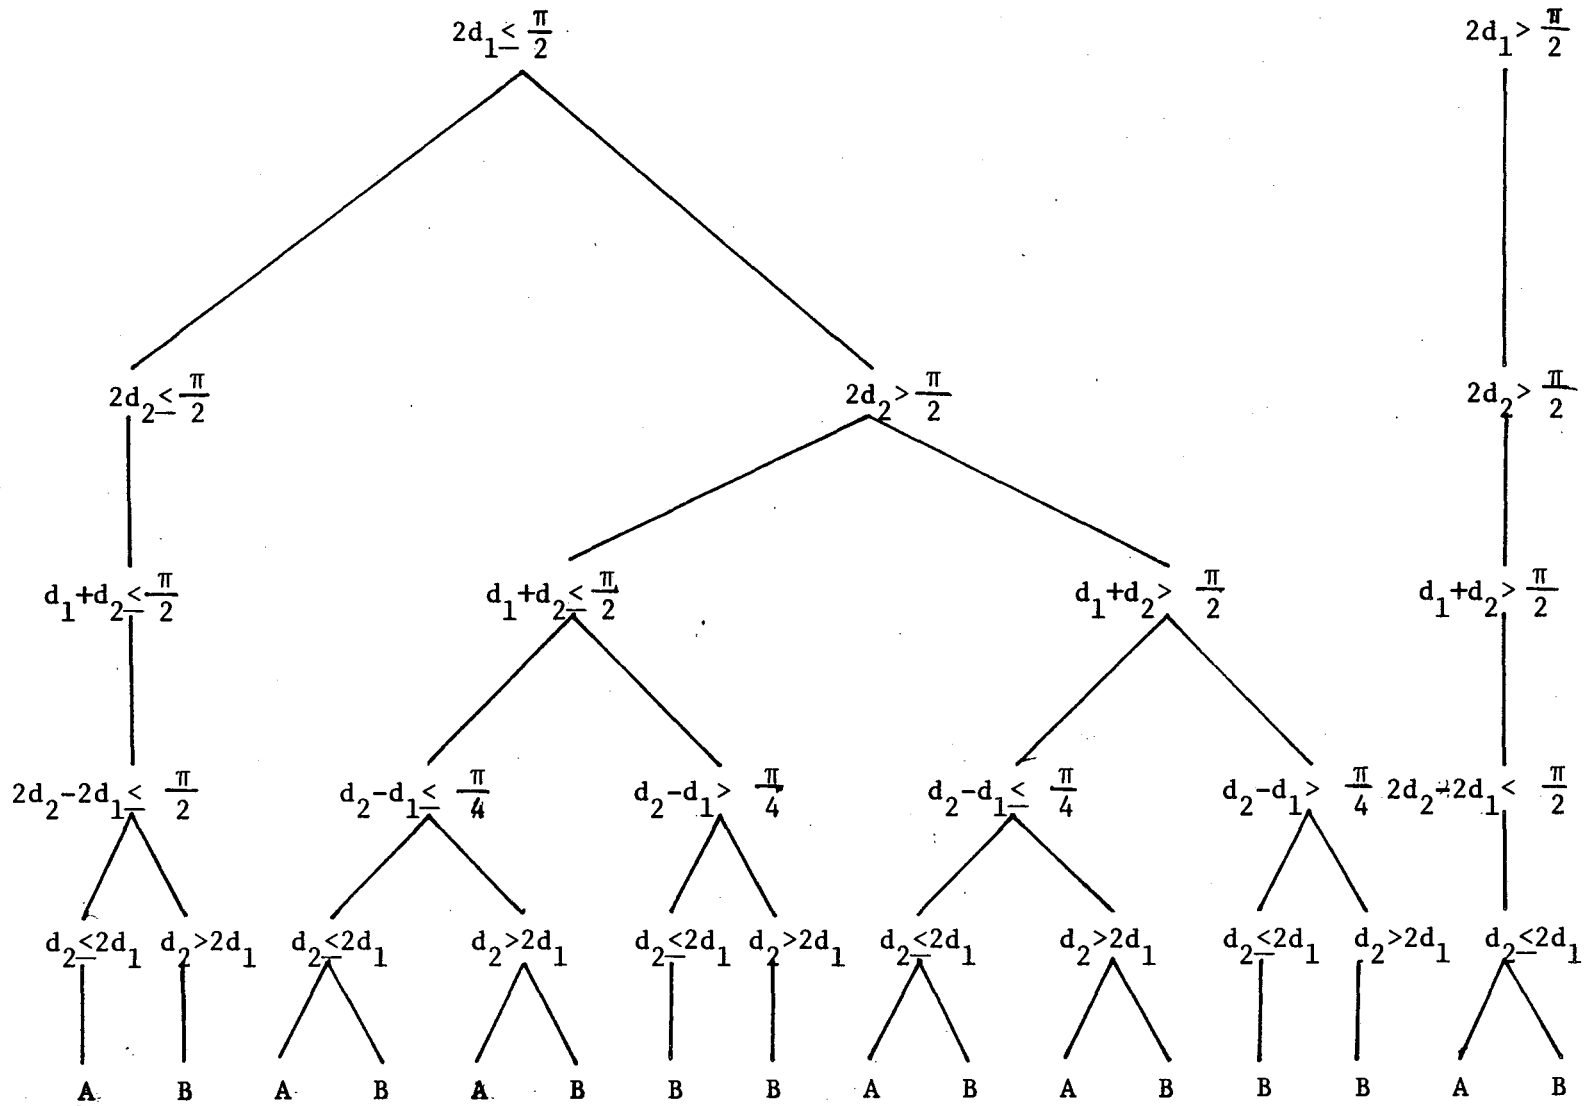 2d₁ ≤ π/2 2d₁ > π/2
2d₂ ≤ π/2 2d₂ > π/2 2d₂ > π/2
d₁+d₂ ≤ π/2 d₁+d₂ ≤ π/2 d₁+d₂ > π/2 d₁+d₂ > π/2
2d₂-2d₁ ≤ π/2 d₂-d₁ ≤ π/4 d₂-d₁ > π/4 d₂-d₁ ≤ π/4 d₂-d₁ > π/4 2d₂-2d₁ < π/2
d₂≤2d₁ d₂>2d₁ d₂≤2d₁ d₂>2d₁ d₂≤2d₁ d₂>2d₁ d₂≤2d₁ d₂>2d₁ d₂≤2d₁ d₂>2d₁ d₂≤2d₁
A B A B A B B B A B A B B B A B